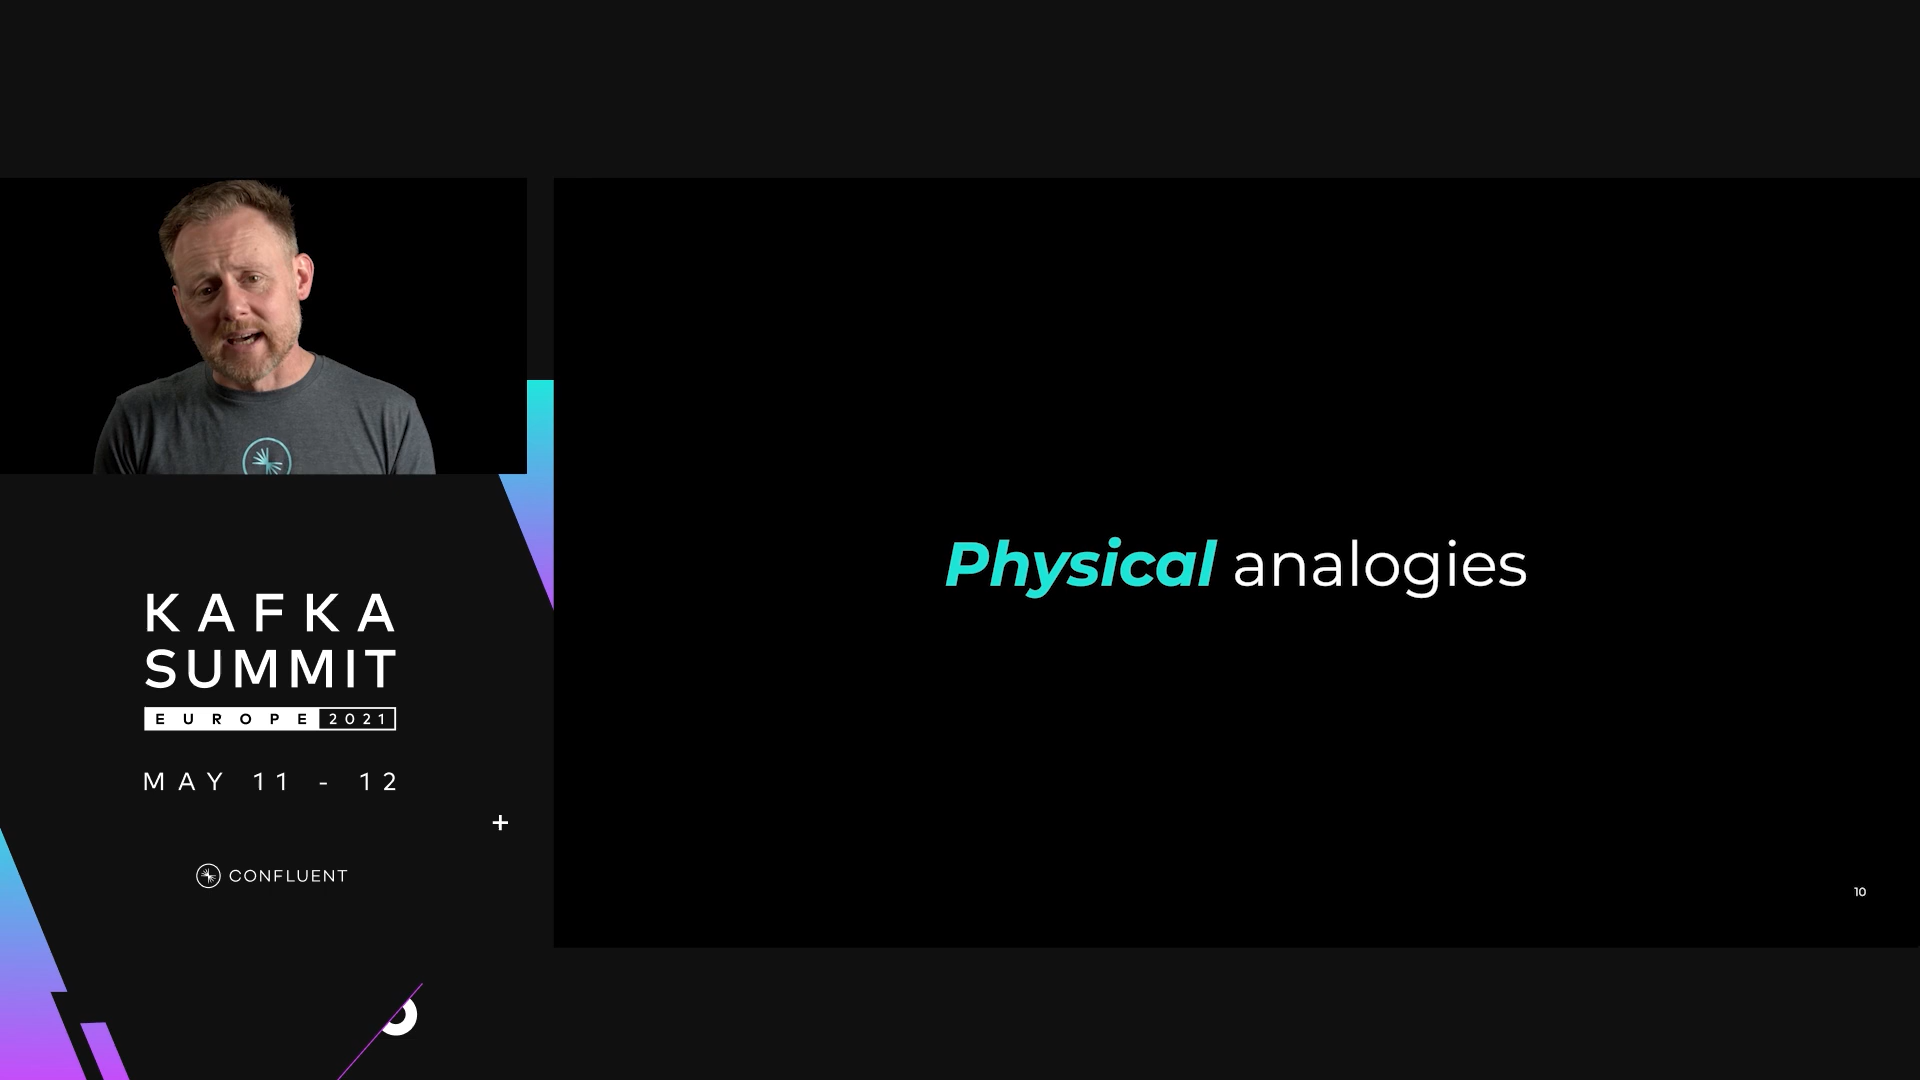 KAFKA
SUMMIT
EUROPE 2021
MAY 11 - 12
CONFLUENT
Physical analogies
10